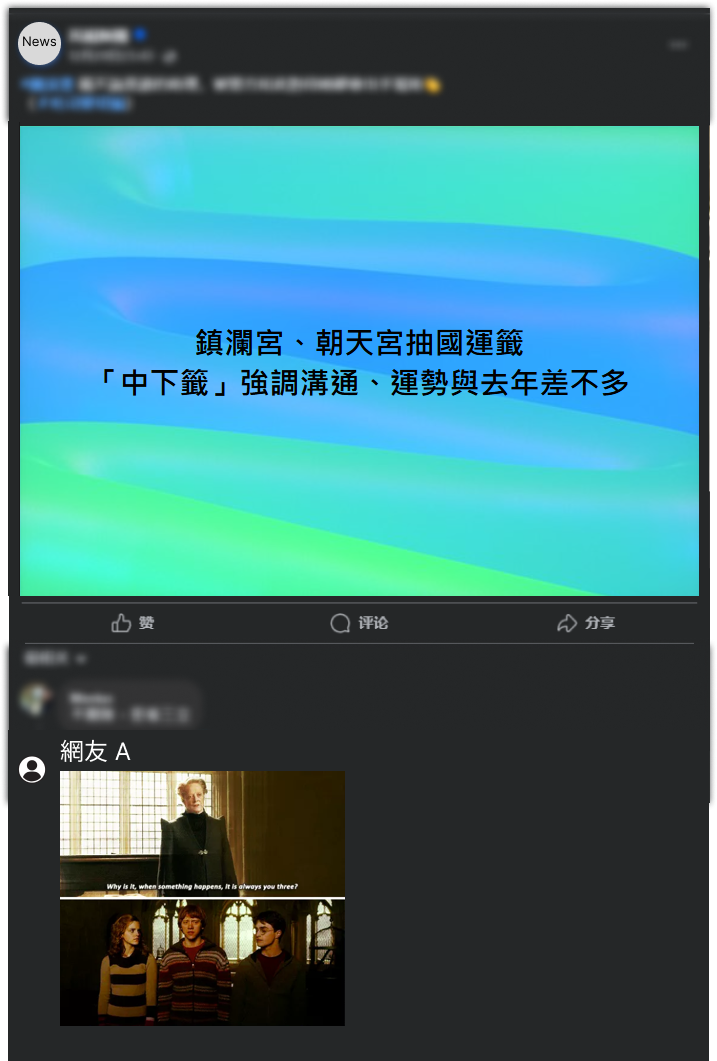 News
鎮瀾宮、朝天宮抽國運籤
「中下籤」強調溝通、運勢與去年差不多
赞
评论
分享
網友 A
Why is it, when something happens, it is always you three?